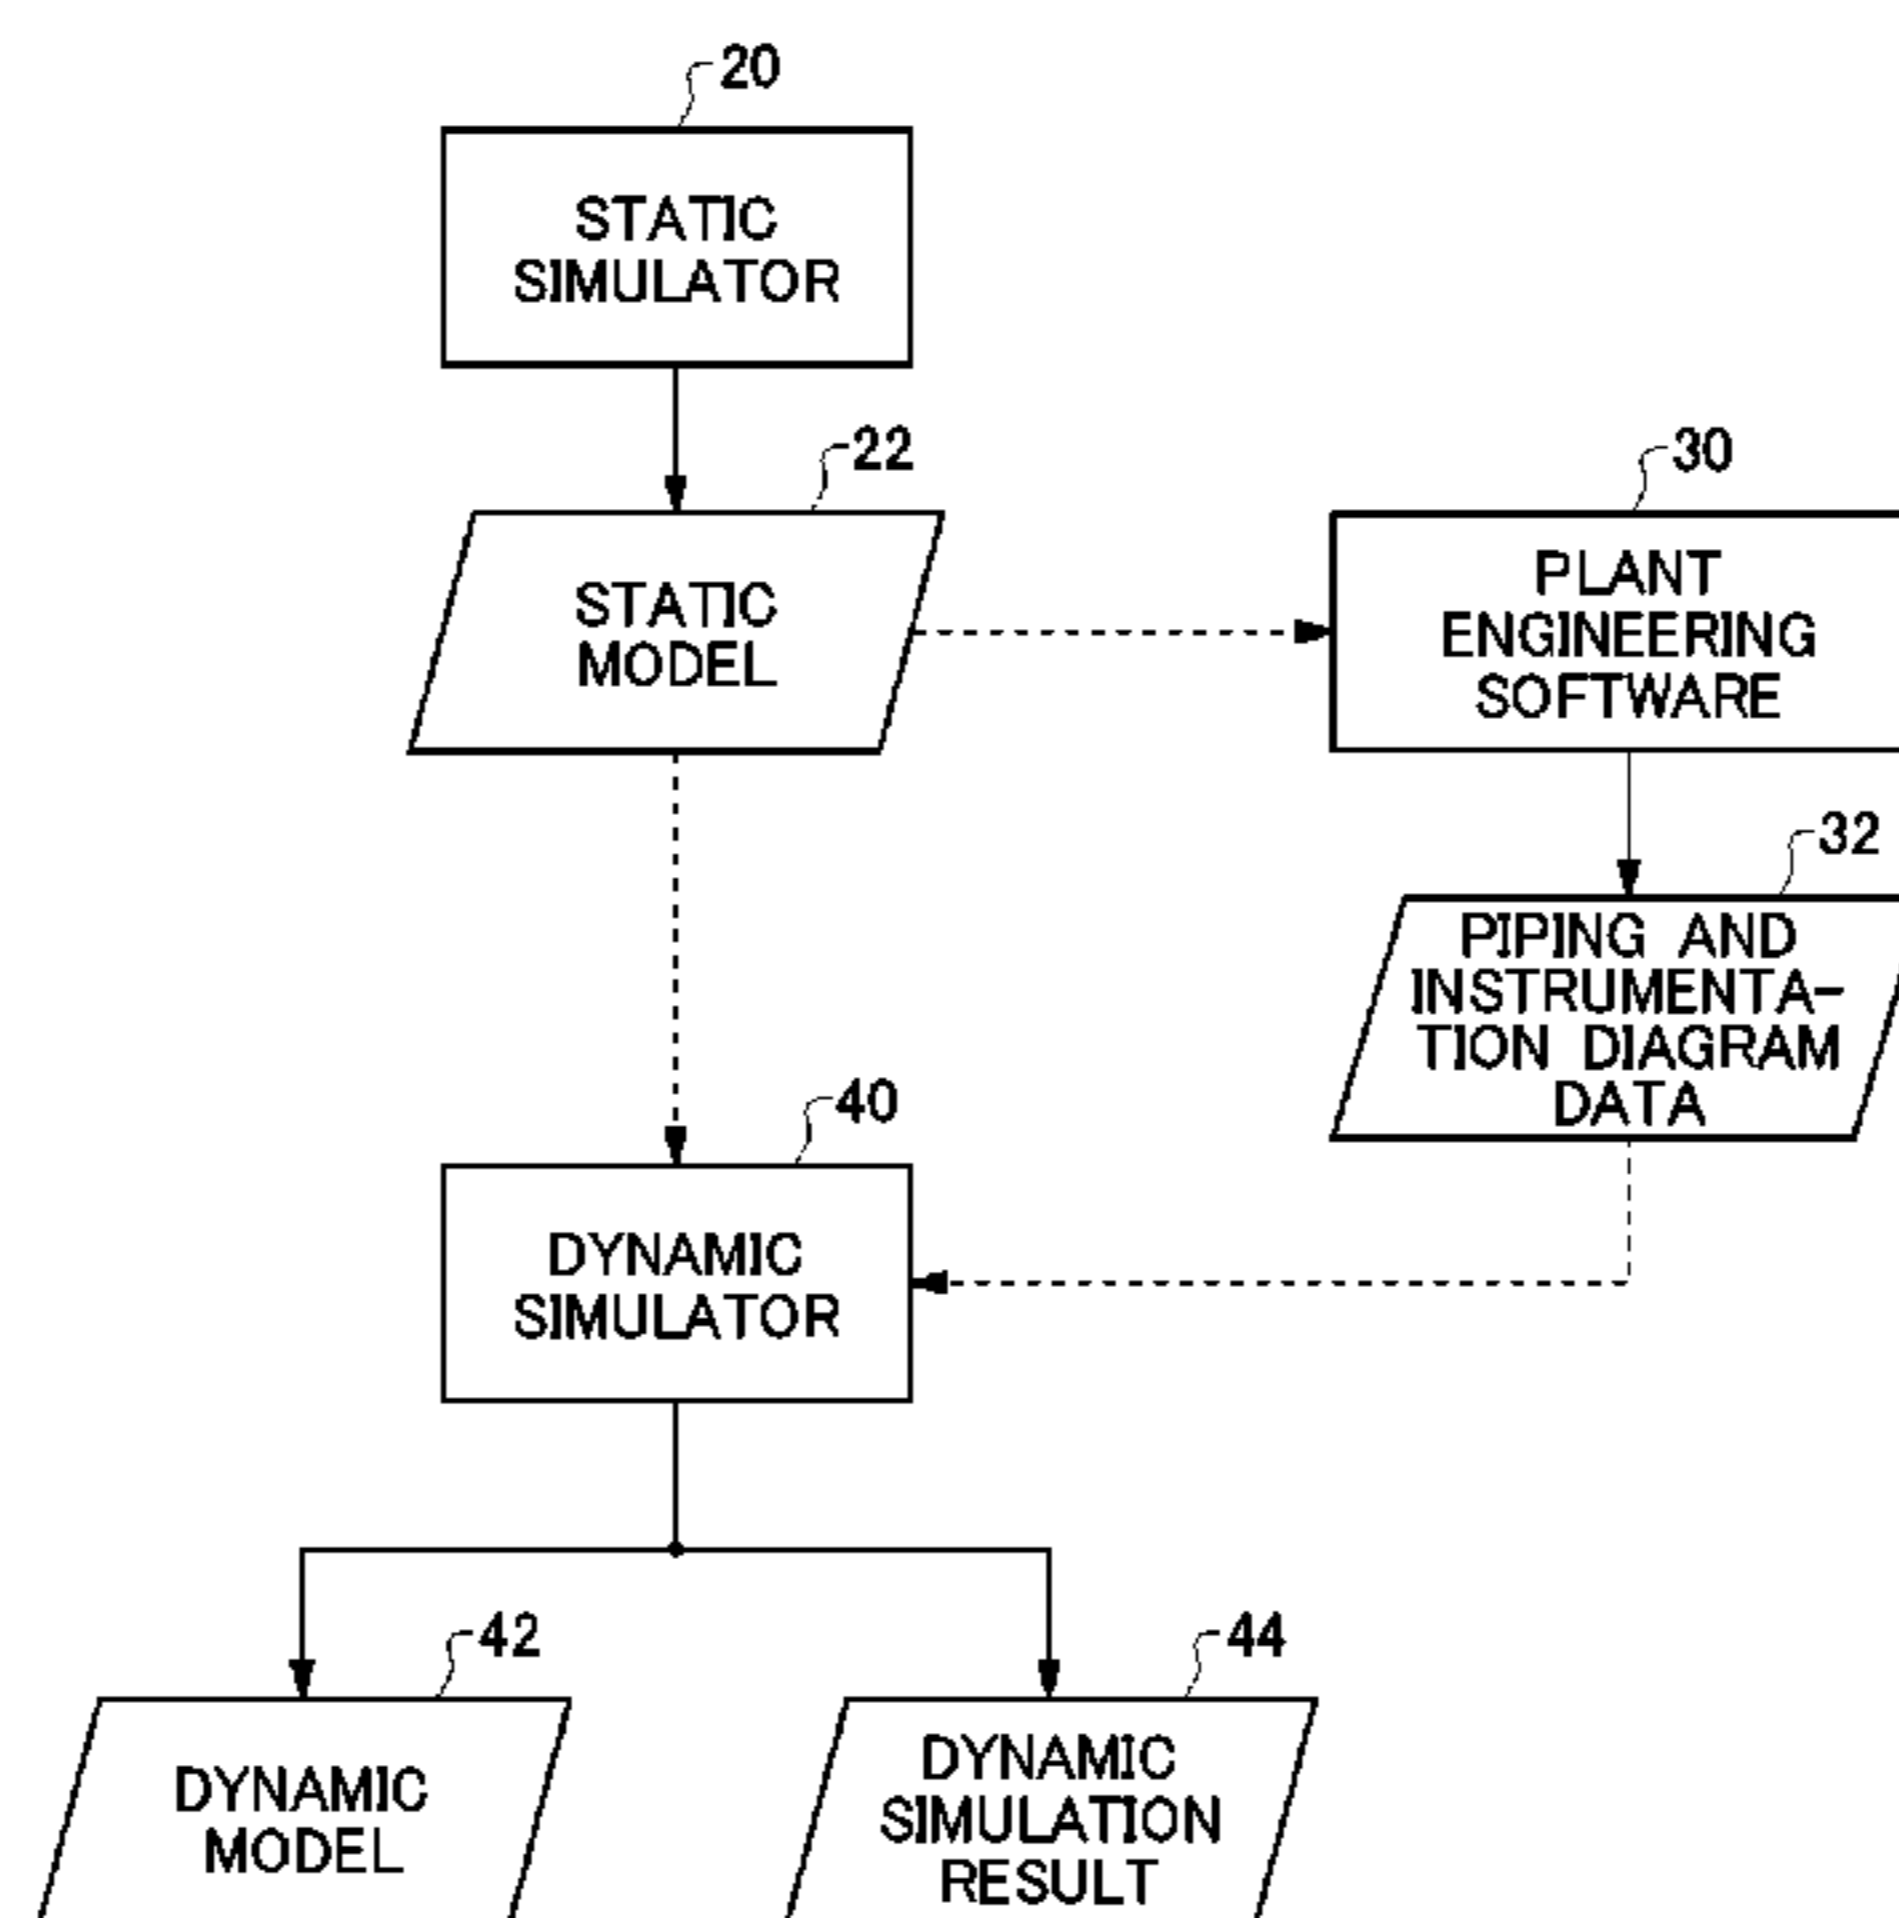 20
STATIC
SIMULATOR
22
STATIC
MODEL
30
PLANT
ENGINEERING
SOFTWARE
32
PIPING AND
INSTRUMENTA-
TION DIAGRAM
DATA
40
DYNAMIC
SIMULATOR
42
DYNAMIC
MODEL
44
DYNAMIC
SIMULATION
RESULT